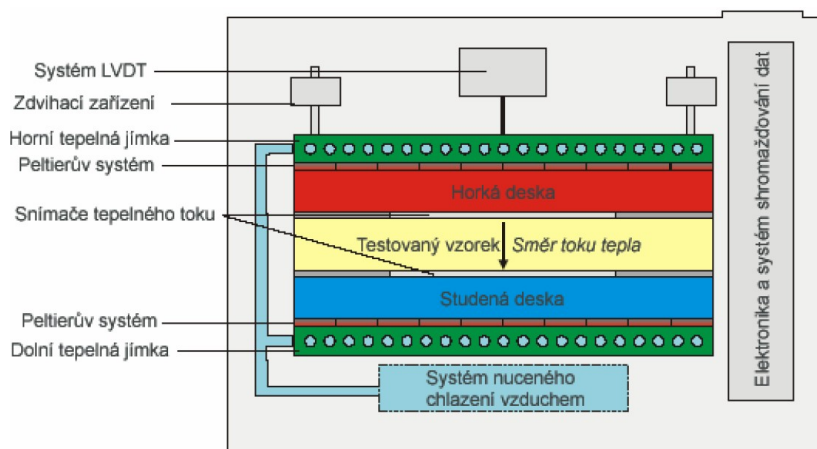 Systém LVDT
Zdvihací zařízení
Horní tepelná jímka
Peltierův systém
Horká deska
Snímače tepelného toku
Testovaný vzorek Směr toku tepla
Studená deska
Peltierův systém
Dolní tepelná jímka
Systém nuceného
chlazení vzduchem
Elektronika a systém shromažďování dat